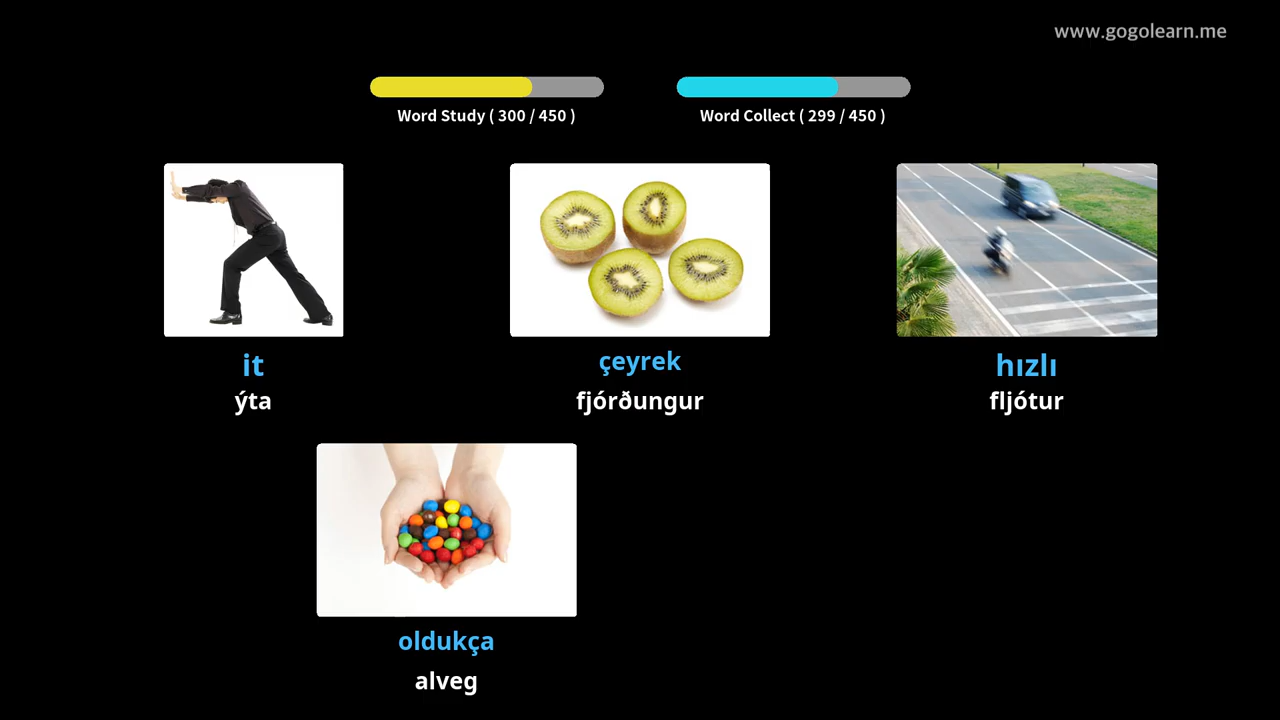 www.gogolearn.me
Word Study ( 300 / 450 )
Word Collect ( 299 / 450 )
it
ýta
çeyrek
fjórðungur
hızlı
fljótur
oldukça
alveg